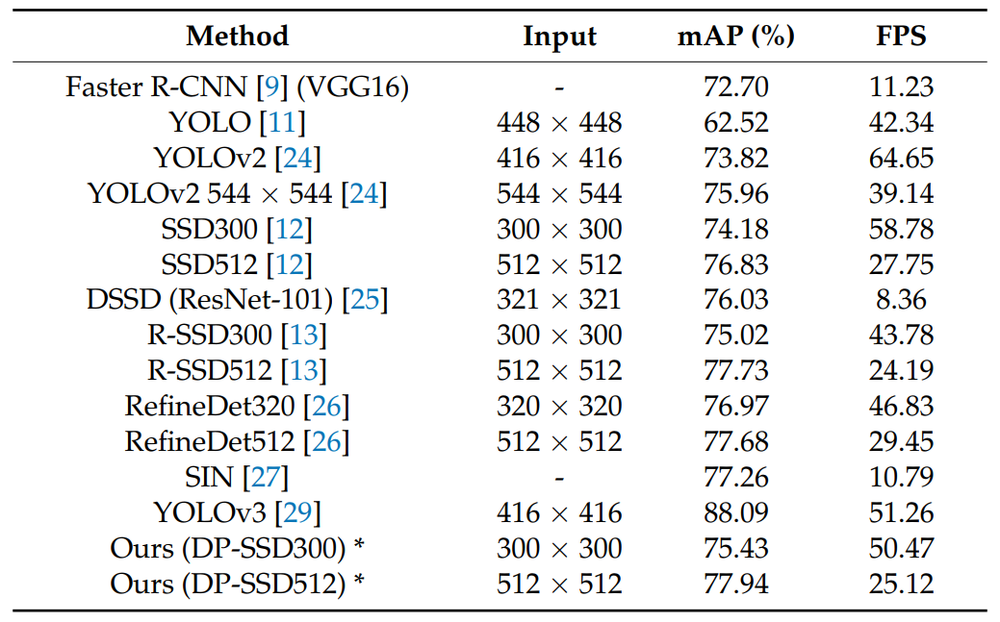 Method Input mAP (%) FPS
Faster R-CNN [9] (VGG16) - 72.70 11.23
YOLO [11] 448 × 448 62.52 42.34
YOLOv2 [24] 416 × 416 73.82 64.65
YOLOv2 544 × 544 [24] 544 × 544 75.96 39.14
SSD300 [12] 300 × 300 74.18 58.78
SSD512 [12] 512 × 512 76.83 27.75
DSSD (ResNet-101) [25] 321 × 321 76.03 8.36
R-SSD300 [13] 300 × 300 75.02 43.78
R-SSD512 [13] 512 × 512 77.73 24.19
RefineDet320 [26] 320 × 320 76.97 46.83
RefineDet512 [26] 512 × 512 77.68 29.45
SIN [27] - 77.26 10.79
YOLOv3 [29] 416 × 416 88.09 51.26
Ours (DP-SSD300) * 300 × 300 75.43 50.47
Ours (DP-SSD512) * 512 × 512 77.94 25.12